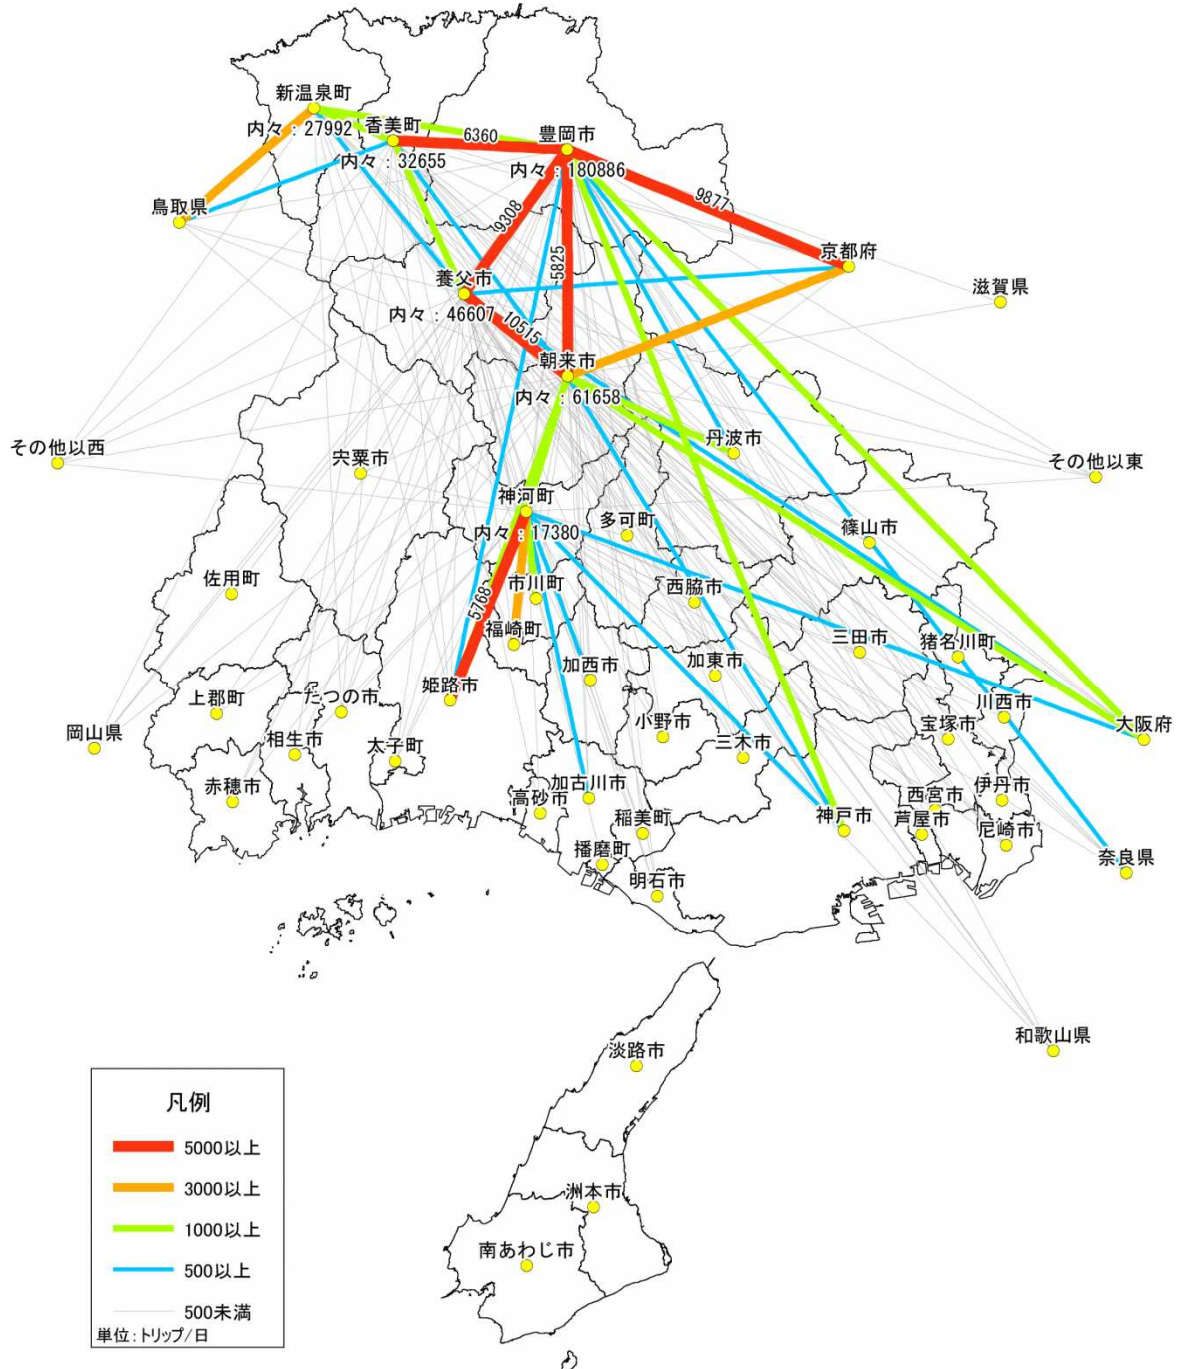 新温泉町
内々：27992
香美町
6360
豊岡市
内々：32655
内々：180886
鳥取県
9308
9877
5825
京都府
養父市
滋賀県
内々：46607
10515
朝来市
内々：61658
その他以西
宍粟市
丹波市
その他以東
神河町
内々：17380
多可町
篠山市
佐用町
市川町
西脇市
5768
福崎町
三田市
猪名川町
加西市
加東市
姫路市
上郡町
たつの市
川西市
岡山県
相生市
太子町
小野市
三木市
宝塚市
大阪府
赤穂市
高砂市
加古川市
稲美町
神戸市
西宮市
伊丹市
芦屋市
尼崎市
播磨町
明石市
奈良県
和歌山県
淡路市
洲本市
南あわじ市
凡例
5000以上
3000以上
1000以上
500以上
500未満
単位：トリップ/日